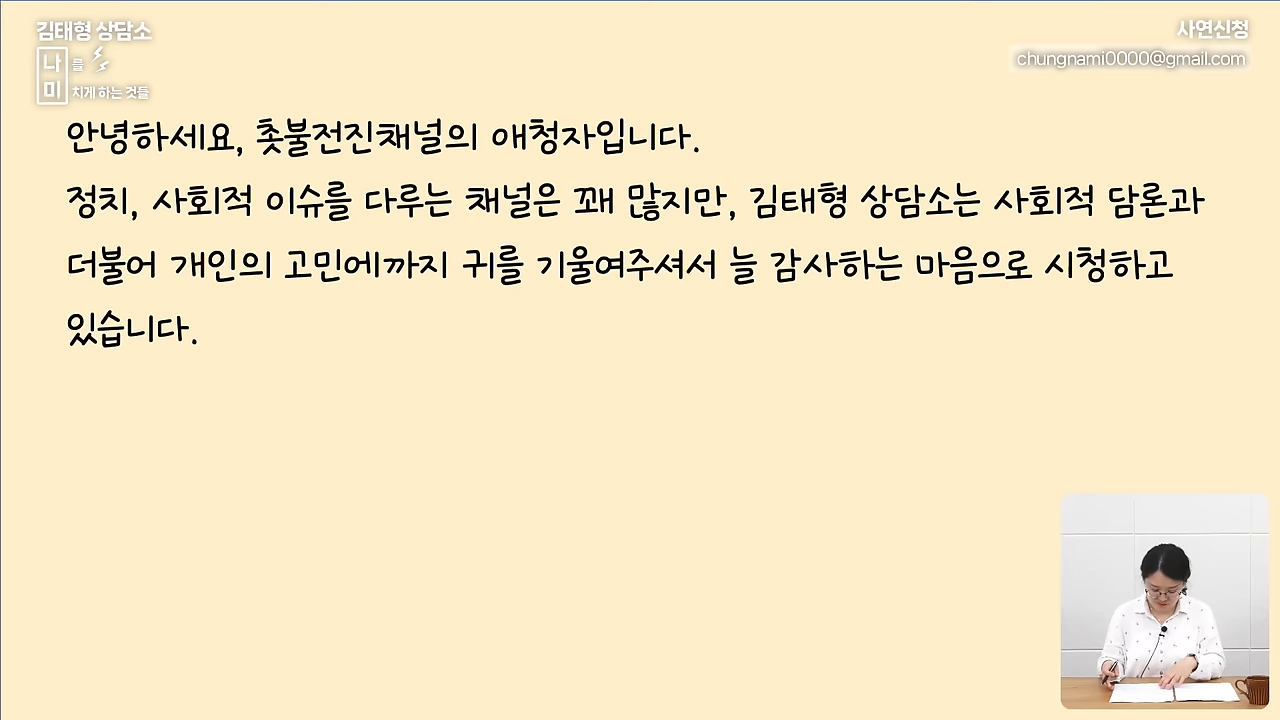 김태형 상담소
나를
미치게 하는 것들
사연신청
chungnami0000@gmail.com
안녕하세요, 촛불전진채널의 애청자입니다.
정치, 사회적 이슈를 다루는 채널은 꽤 많지만, 김태형 상담소는 사회적 담론과
더불어 개인의 고민에까지 귀를 기울여주셔서 늘 감사하는 마음으로 시청하고
있습니다.